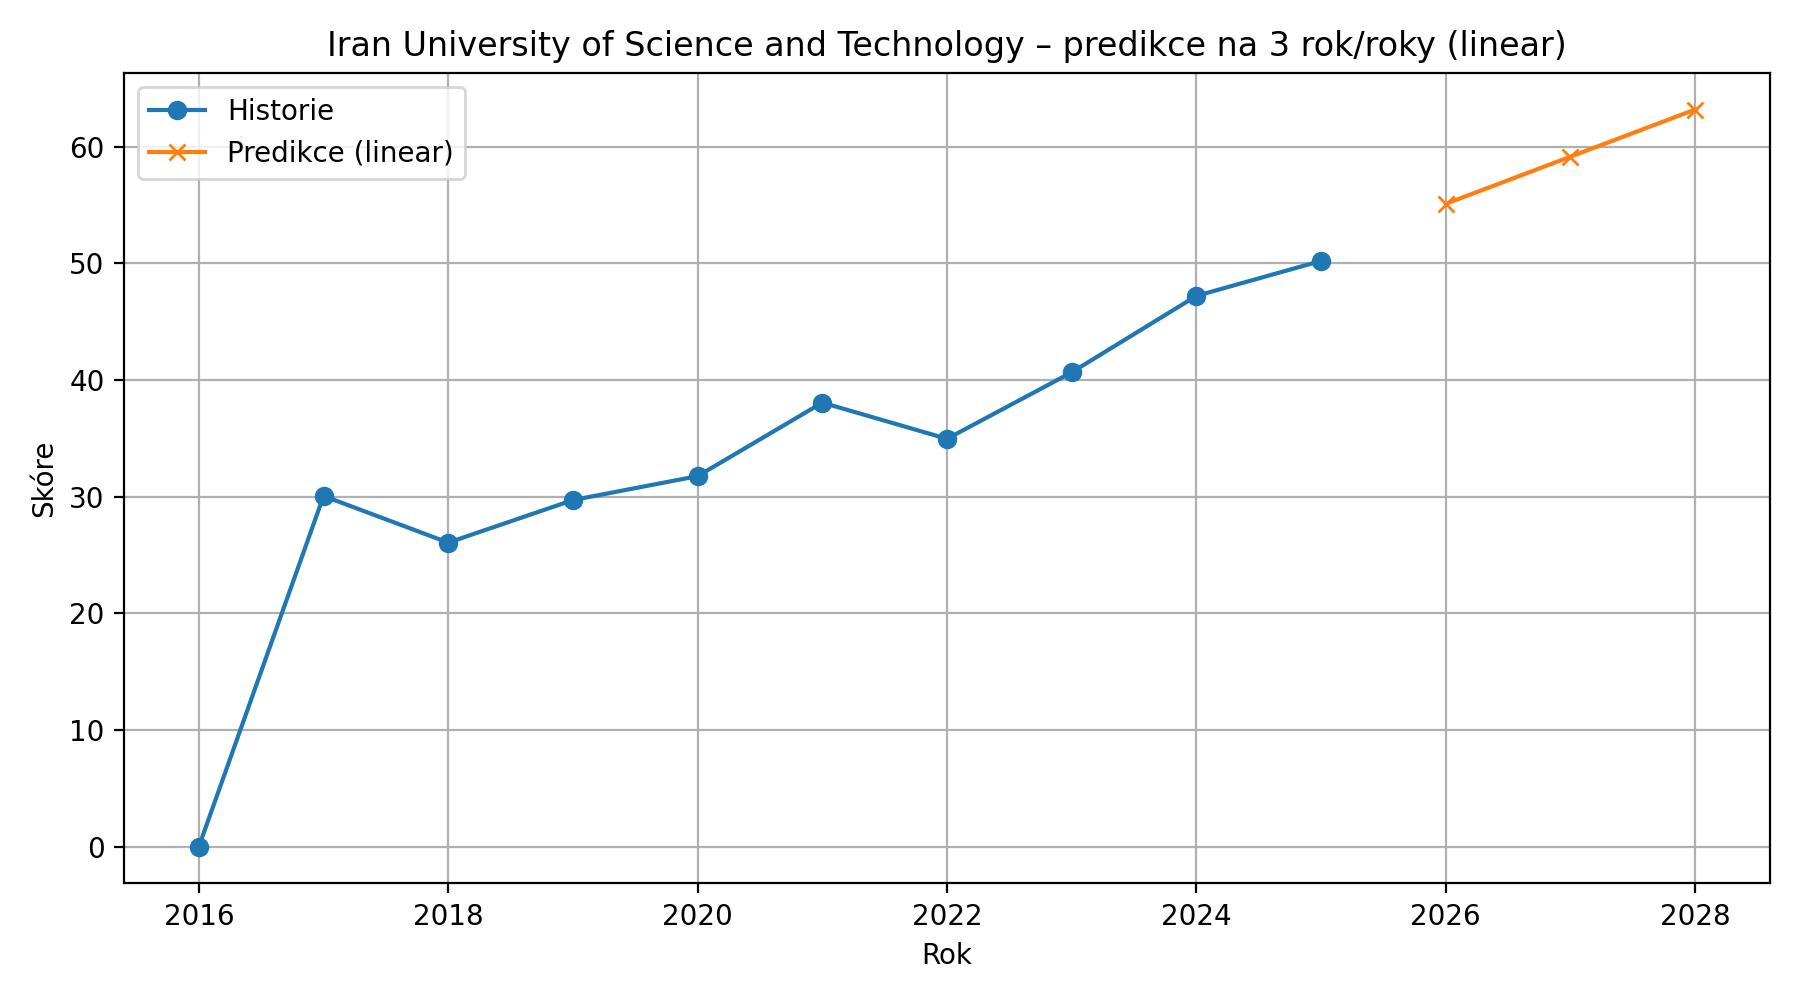 Iran University of Science and Technology – predikce na 3 rok/roky (linear)
Historie
Predikce (linear)
60
50
40
30
20
10
0
Skóre
2016 2018 2020 2022 2024 2026 2028
Rok